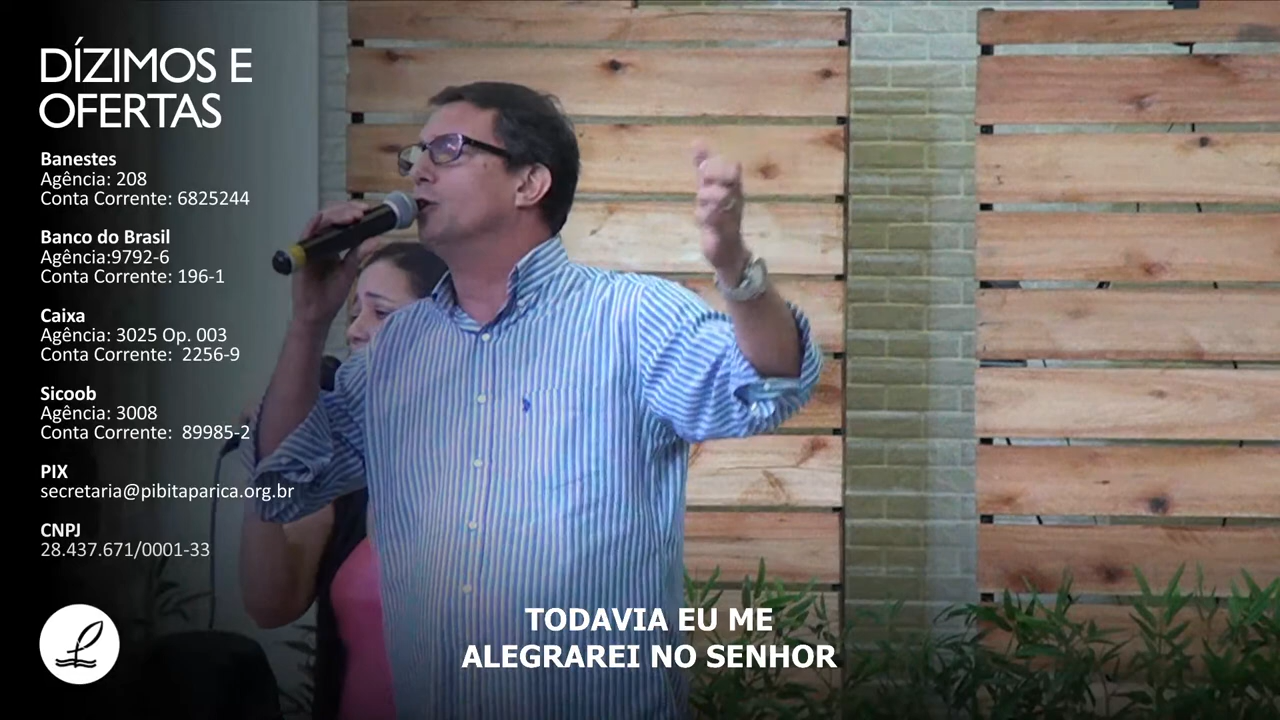 DÍZIMOS E
OFERTAS
Banestes
Agência: 208
Conta Corrente: 6825244
Banco do Brasil
Agência:9792-6
Conta Corrente: 196-1
Caixa
Agência: 3025 Op. 003
Conta Corrente:  2256-9
Sicoob
Agência: 3008
Conta Corrente:  89985-2
PIX
secretaria@pibitaparica.org.br
CNPJ
28.437.671/0001-33
TODAVIA EU ME
ALEGRAREI NO SENHOR